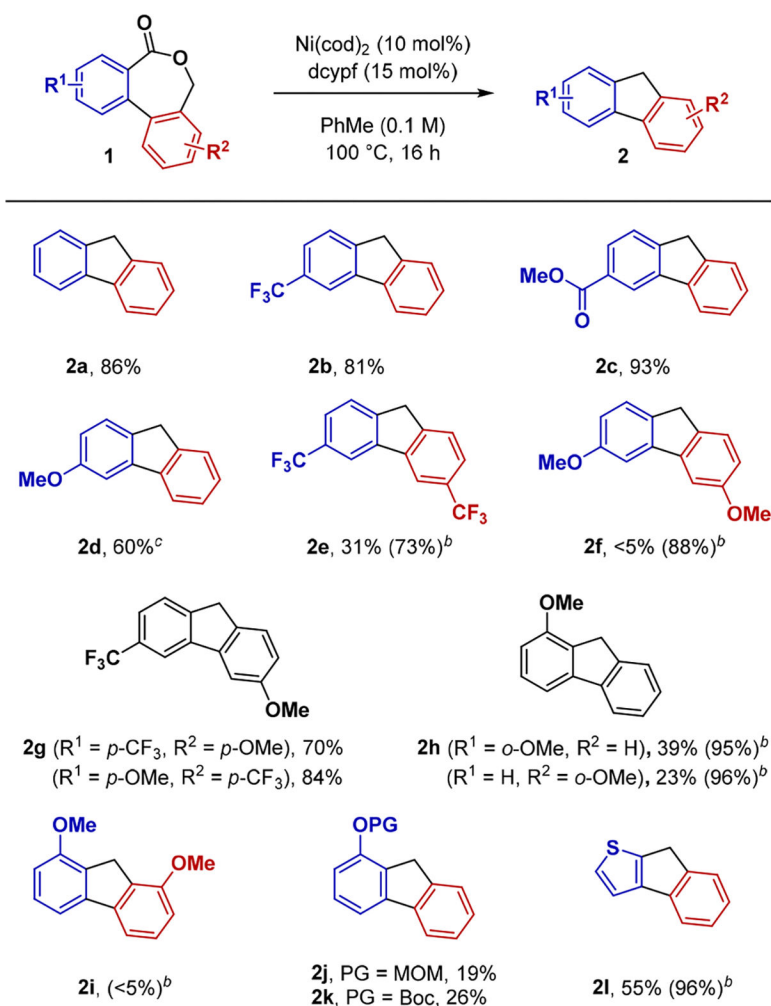 O
O
R¹
R²
1
Ni(cod)₂ (10 mol%)
dcypf (15 mol%)
PhMe (0.1 M)
100 °C, 16 h
R¹
R²
2
2a, 86%
F₃C
2b, 81%
MeO
O
2c, 93%
MeO
2d, 60%ᶜ
F₃C
CF₃
2e, 31% (73%)ᵇ
MeO
OMe
2f, <5% (88%)ᵇ
F₃C
OMe
2g (R¹ = p-CF₃, R² = p-OMe), 70%
(R¹ = p-OMe, R² = p-CF₃), 84%
OMe
2h (R¹ = o-OMe, R² = H), 39% (95%)ᵇ
(R¹ = H, R² = o-OMe), 23% (96%)ᵇ
OMe
OMe
2i, (<5%)ᵇ
OPG
2j, PG = MOM, 19%
2k, PG = Boc, 26%
S
2l, 55% (96%)ᵇ